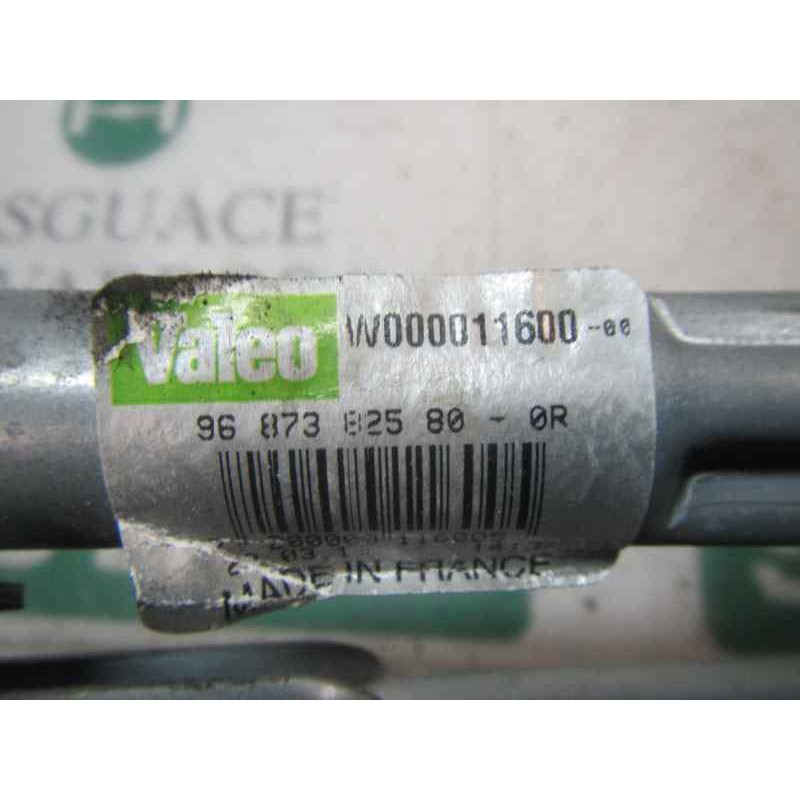 SGUACE
Valeo
W000011600-00
96 873 825 80 - 0R
MADE IN FRANCE